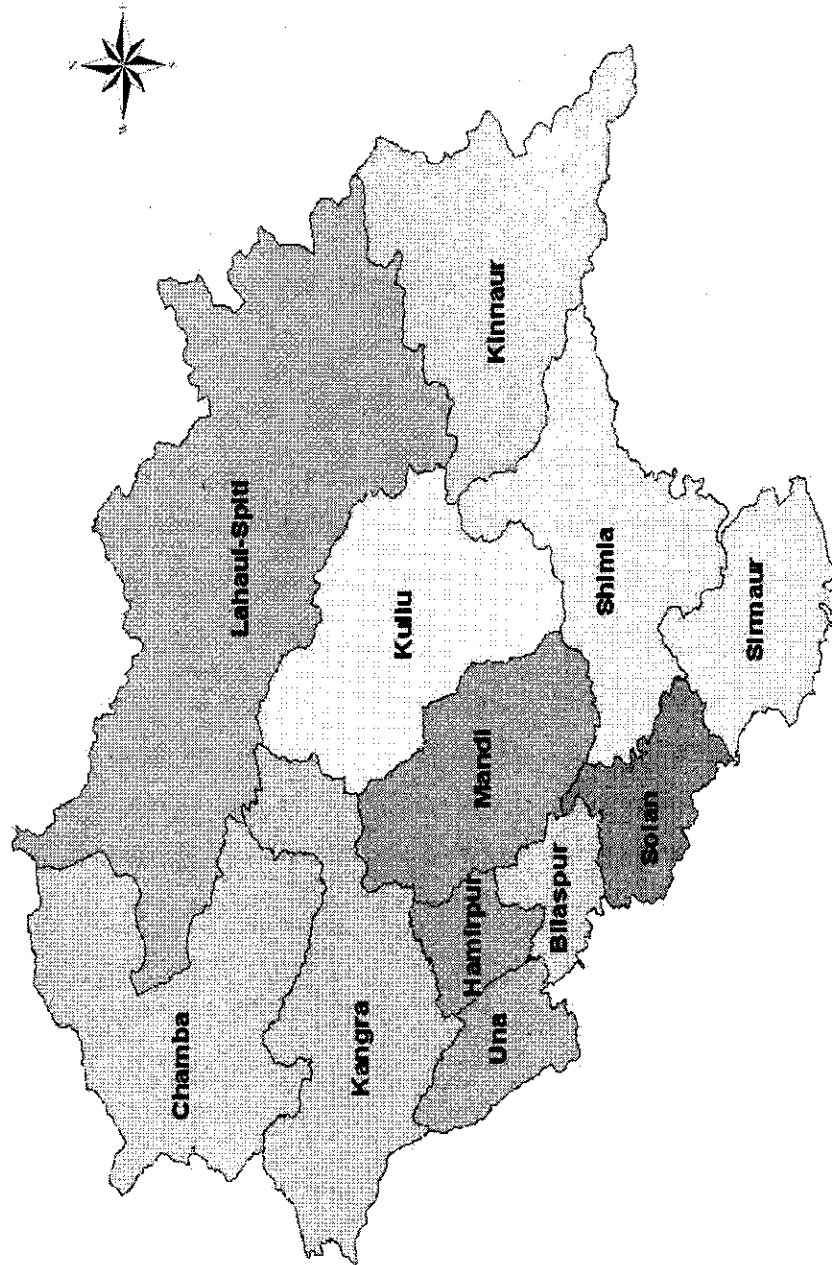 Chamba
Lahaul-Spiti
Kangra
Kullu
Kinnaur
Hamirpur
Mandi
Una
Bilaspur
Shimla
Solan
Sirmaur